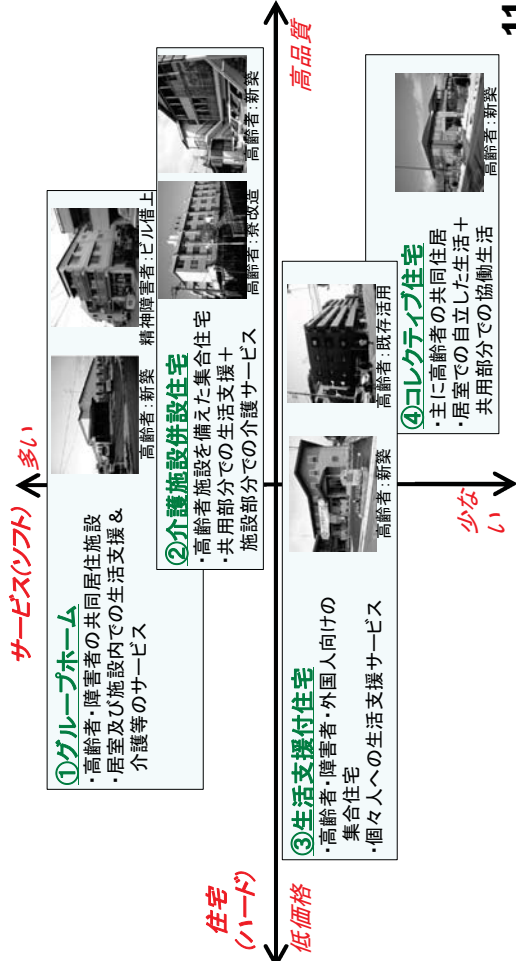 サービス(ソフト)
多い
①グループホーム
・高齢者・障害者の共同居住施設
・居室及び施設内での生活支援＆
介護等のサービス
高齢者：新築
精神障害者：ビル借上
②介護施設併設住宅
・高齢者施設を備えた集合住宅
・共用部分での生活支援＋
施設部分での介護サービス
高齢者：寮改造
高齢者：新築
住宅
(ハード)
低価格
高品質
③生活支援付住宅
・高齢者・障害者・外国人向けの
集合住宅
・個々人への生活支援サービス
高齢者：新築
高齢者：既存活用
④コレクティブ住宅
・主に高齢者の共同住居
・居室での自立した生活＋
共用部分での協働生活
高齢者：新築
少な
い
11